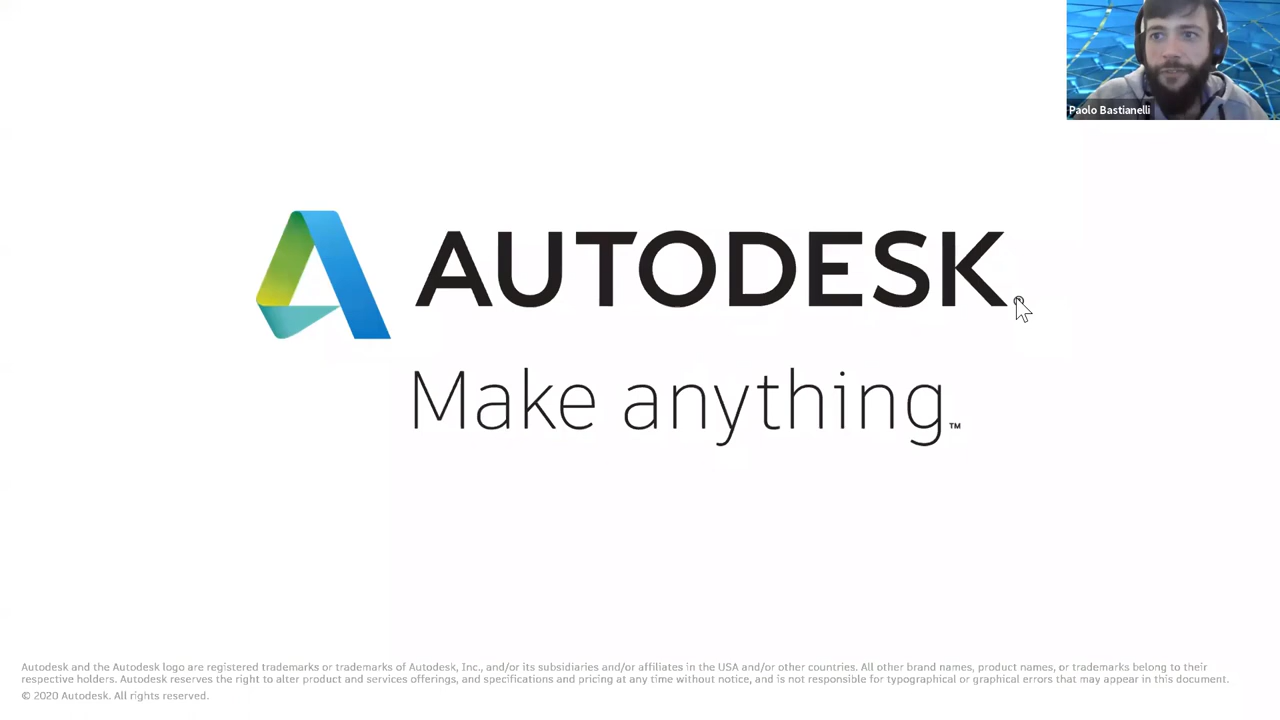 Paolo Bastianelli
AUTODESK
Make anything.™
Autodesk and the Autodesk logo are registered trademarks or trademarks of Autodesk, Inc., and/or its subsidiaries and/or affiliates in the USA and/or other countries. All other brand names, product names, or trademarks belong to their
respective holders. Autodesk reserves the right to alter product and services offerings, and specifications and pricing at any time without notice, and is not responsible for typographical or graphical errors that may appear in this document.
© 2020 Autodesk. All rights reserved.